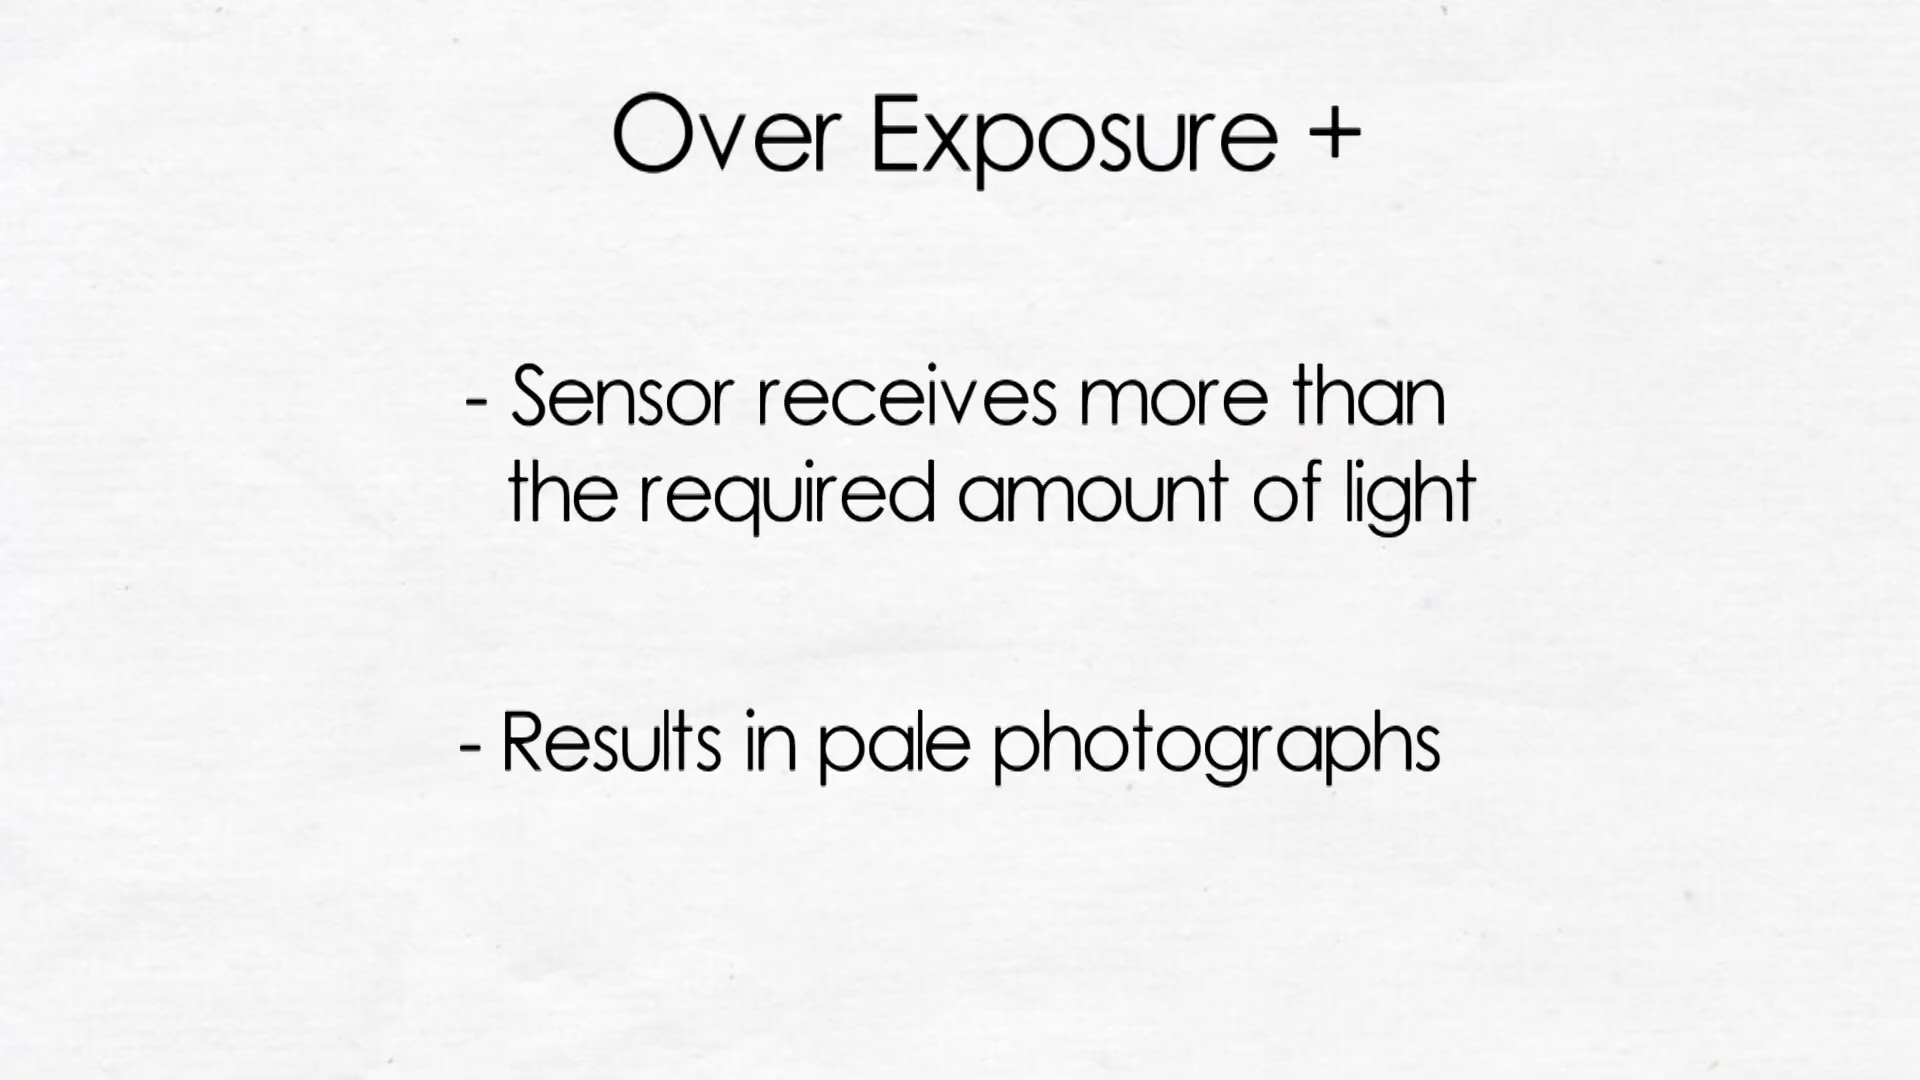 Over Exposure +
- Sensor receives more than
the required amount of light
- Results in pale photographs